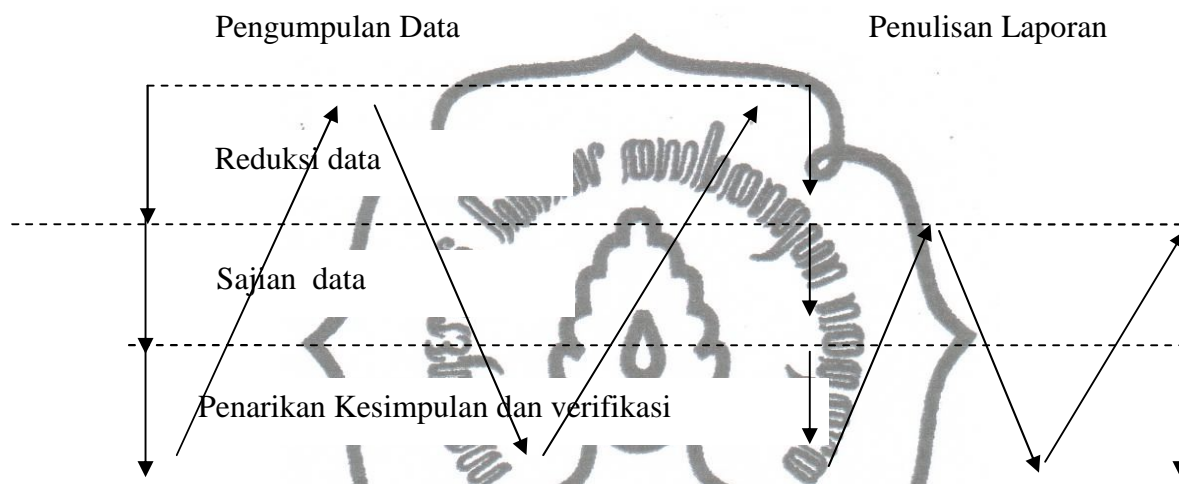 Pengumpulan Data
Penulisan Laporan
Reduksi data
Sajian data
Penarikan Kesimpulan dan verifikasi